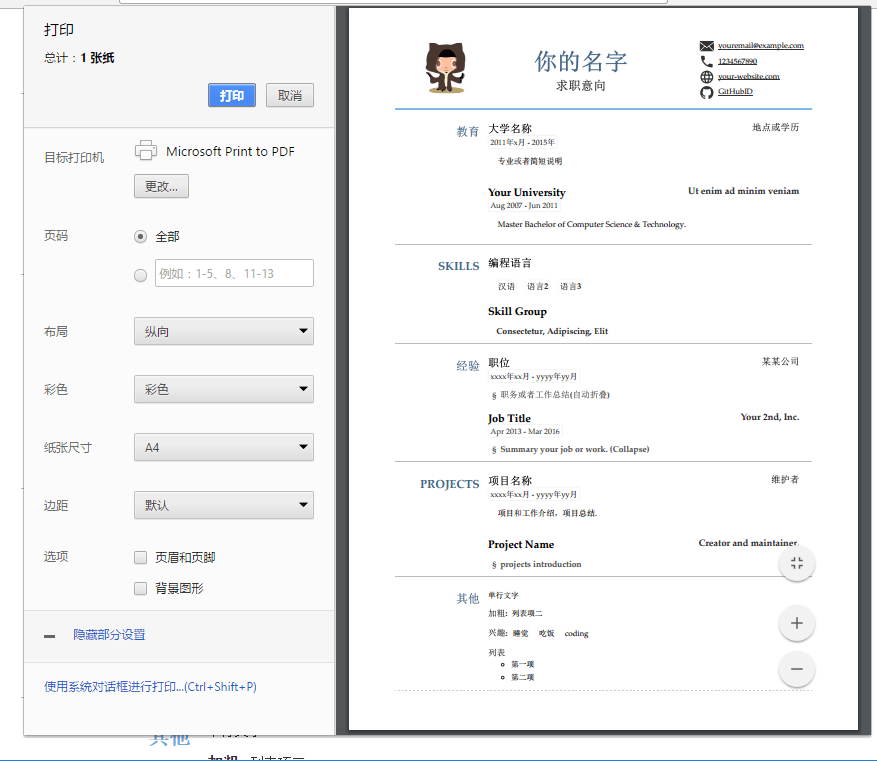 打印
总计：1 张纸
打印 取消
目标打印机 Microsoft Print to PDF
更改...
页码 全部
例如：1-5、8、11-13
布局 纵向
彩色 彩色
纸张尺寸 A4
边距 默认
选项 页眉和页脚
背景图形
隐藏部分设置
使用系统对话框进行打印...(Ctrl+Shift+P)
你的名字
求职意向
youremail@example.com
1234567890
your-website.com
GitHubID
教育 大学名称 地点或学历
2011年x月 - 2015年
专业或者简短说明
Your University Ut enim ad minim veniam
Aug 2007 - Jun 2011
Master Bachelor of Computer Science & Technology.
SKILLS 编程语言
汉语 语言2 语言3
Skill Group
Consectetur, Adipiscing, Elit
经验 职位 某某公司
xxxx年xx月 - yyyy年yy月
§ 职务或者工作总结(自动折叠)
Job Title Your 2nd, Inc.
Apr 2013 - Mar 2016
§ Summary your job or work. (Collapse)
PROJECTS 项目名称 维护者
xxxx年xx月 - yyyy年yy月
项目和工作介绍，项目总结.
Project Name Creator and maintainer.
§ projects introduction
其他 单行文字
加粗：列表项二
兴趣：睡觉 吃饭 coding
列表
第一项
第二项
其他